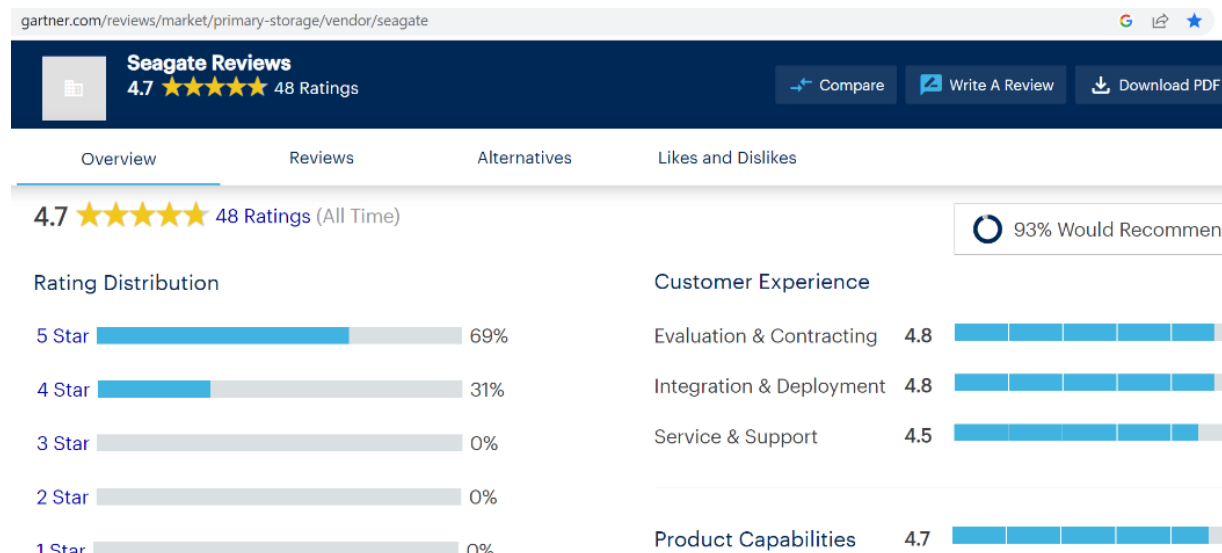 gartner.com/reviews/market/primary-storage/vendor/seagate
Seagate Reviews
4.7 48 Ratings
Compare
Write A Review
Download PDF
Overview
Reviews
Alternatives
Likes and Dislikes
4.7 48 Ratings (All Time)
93% Would Recommen
Rating Distribution
5 Star 69%
4 Star 31%
3 Star 0%
2 Star 0%
1 Star 0%
Customer Experience
Evaluation & Contracting 4.8
Integration & Deployment 4.8
Service & Support 4.5
Product Capabilities 4.7